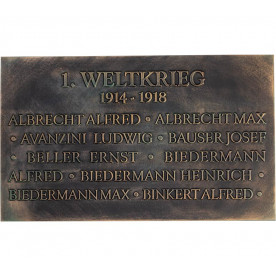 1. WELTKRIEG
1914 - 1918
ALBRECHT ALFRED • ALBRECHT MAX
• AVANZINI LUDWIG • BAUSER JOSEF
• BELLER ERNST • BIEDERMANN
ALFRED • BIEDERMANN HEINRICH •
BIEDERMANN MAX • BINKERT ALFRED •